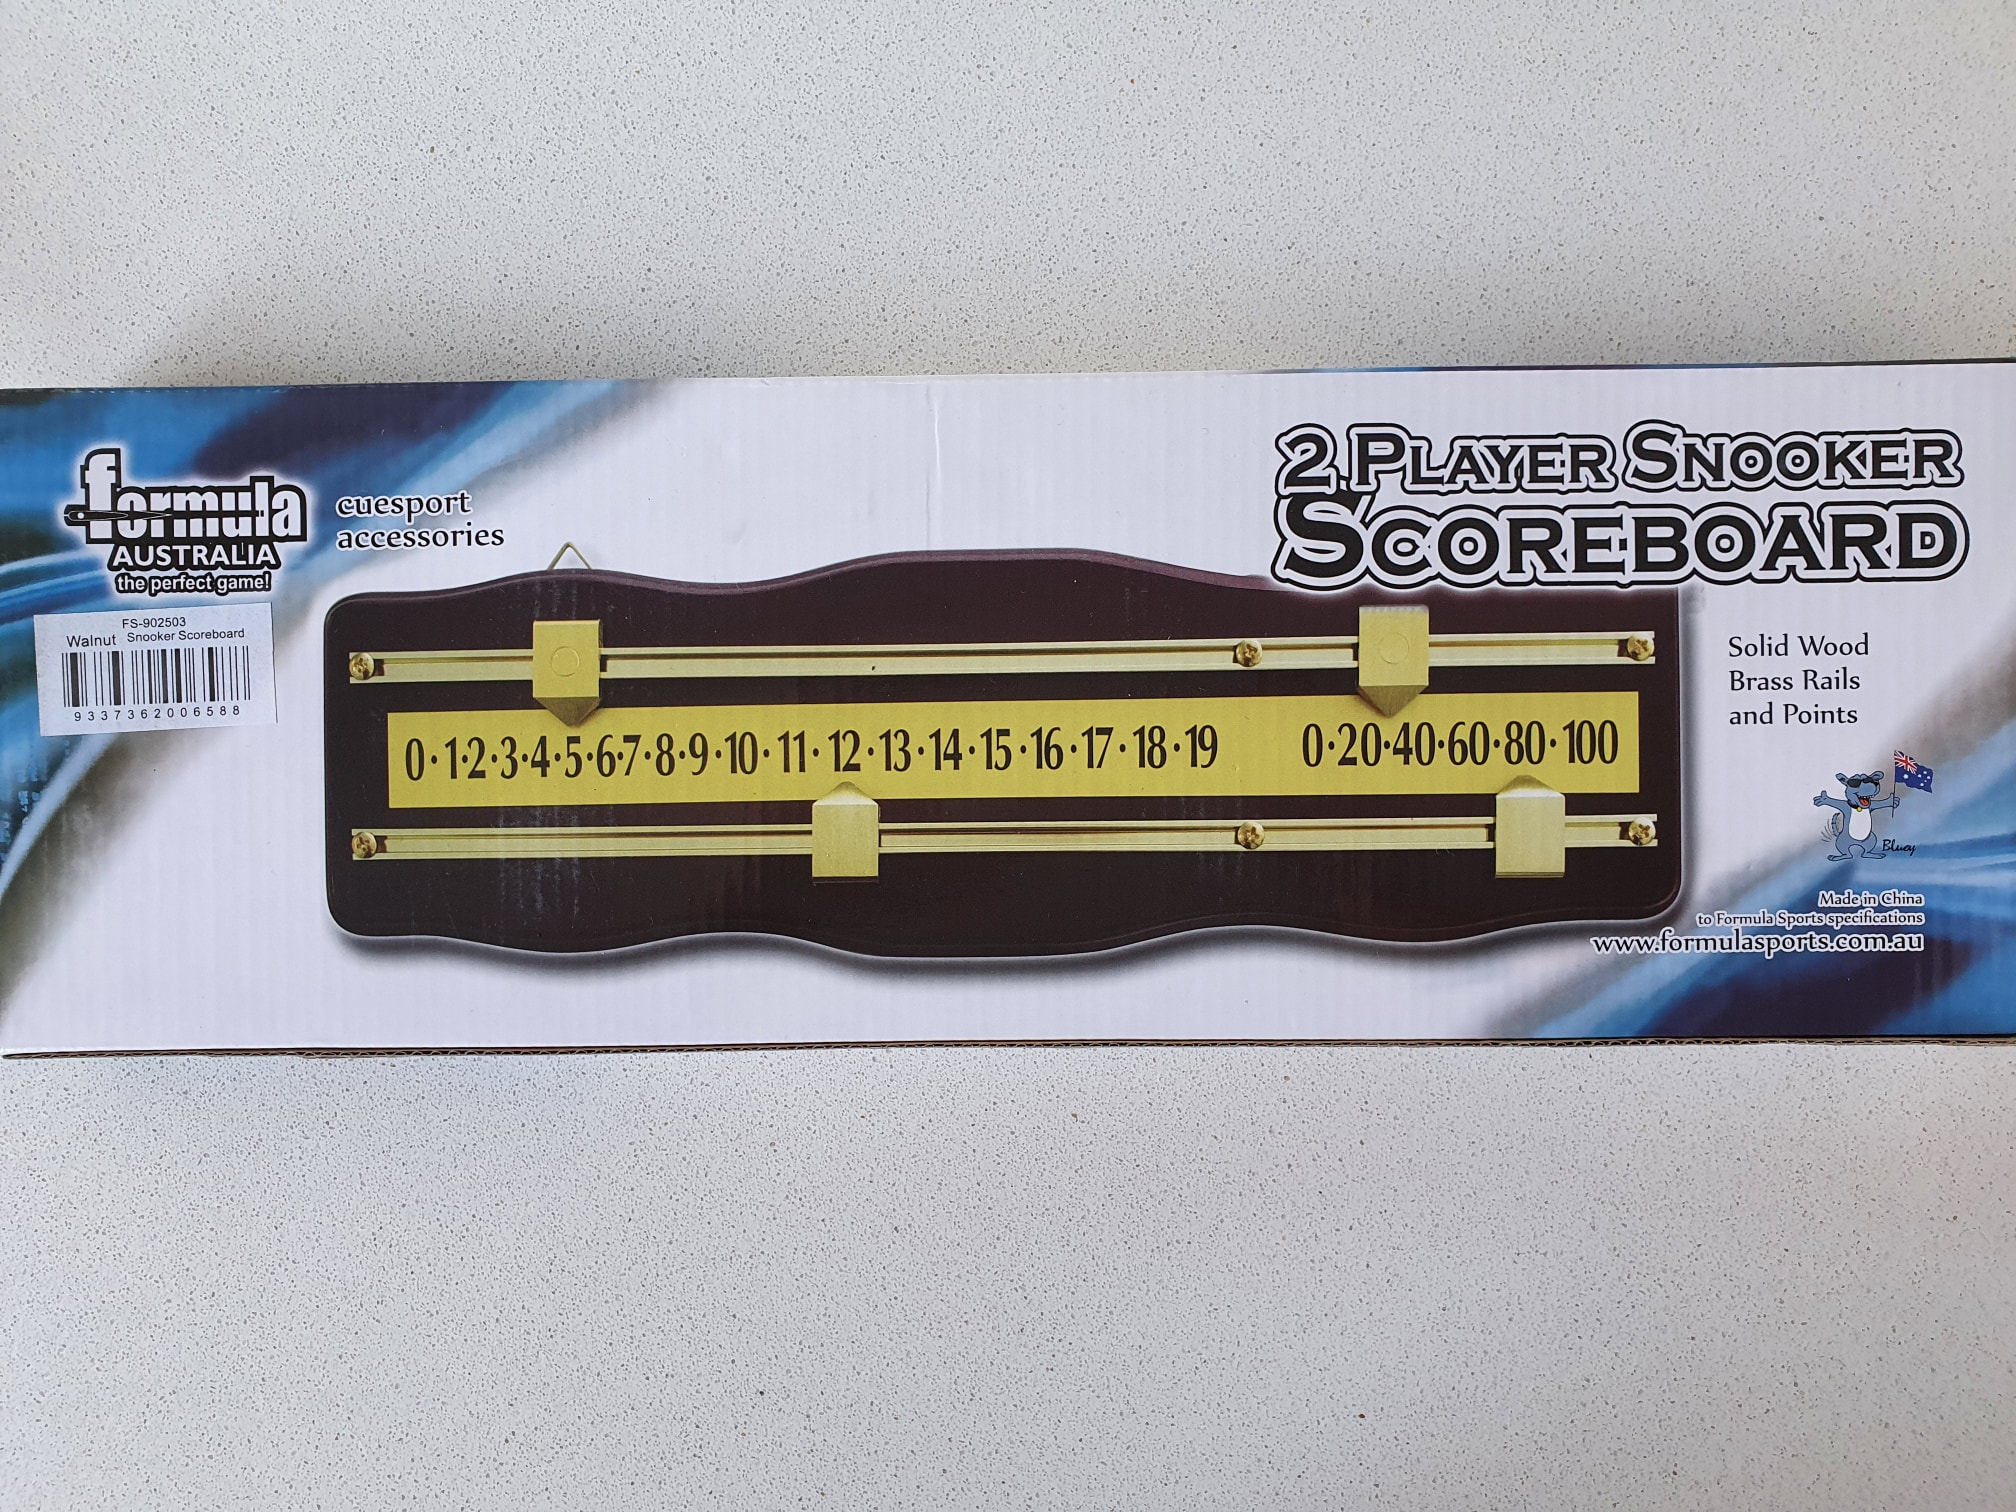 formula
AUSTRALIA
the perfect game!
cuesport
accessories
2 PLAYER SNOOKER
SCOREBOARD
FS-902503
Walnut Snooker Scoreboard
9337362006588
0·1·2·3·4·5·6·7·8·9·10·11·12·13·14·15·16·17·18·19 0·20·40·60·80·100
Solid Wood
Brass Rails
and Points
Bluey
Made in China
to Formula Sports specifications
www.formulasports.com.au